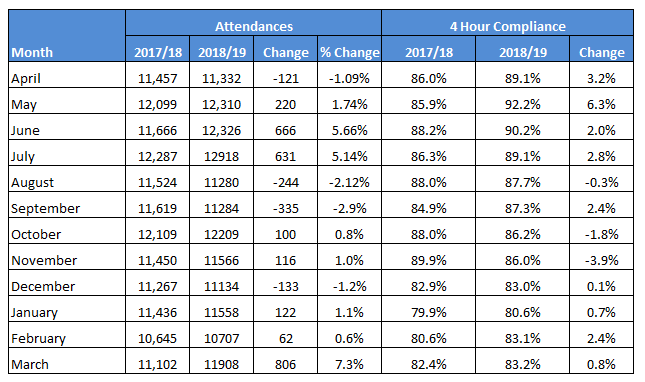 Attendances 4 Hour Compliance
Month 2017/18 2018/19 Change % Change 2017/18 2018/19 Change
April 11,457 11,332 -121 -1.09% 86.0% 89.1% 3.2%
May 12,099 12,310 220 1.74% 85.9% 92.2% 6.3%
June 11,666 12,326 666 5.66% 88.2% 90.2% 2.0%
July 12,287 12918 631 5.14% 86.3% 89.1% 2.8%
August 11,524 11280 -244 -2.12% 88.0% 87.7% -0.3%
September 11,619 11284 -335 -2.9% 84.9% 87.3% 2.4%
October 12,109 12209 100 0.8% 88.0% 86.2% -1.8%
November 11,450 11566 116 1.0% 89.9% 86.0% -3.9%
December 11,267 11134 -133 -1.2% 82.9% 83.0% 0.1%
January 11,436 11558 122 1.1% 79.9% 80.6% 0.7%
February 10,645 10707 62 0.6% 80.6% 83.1% 2.4%
March 11,102 11908 806 7.3% 82.4% 83.2% 0.8%